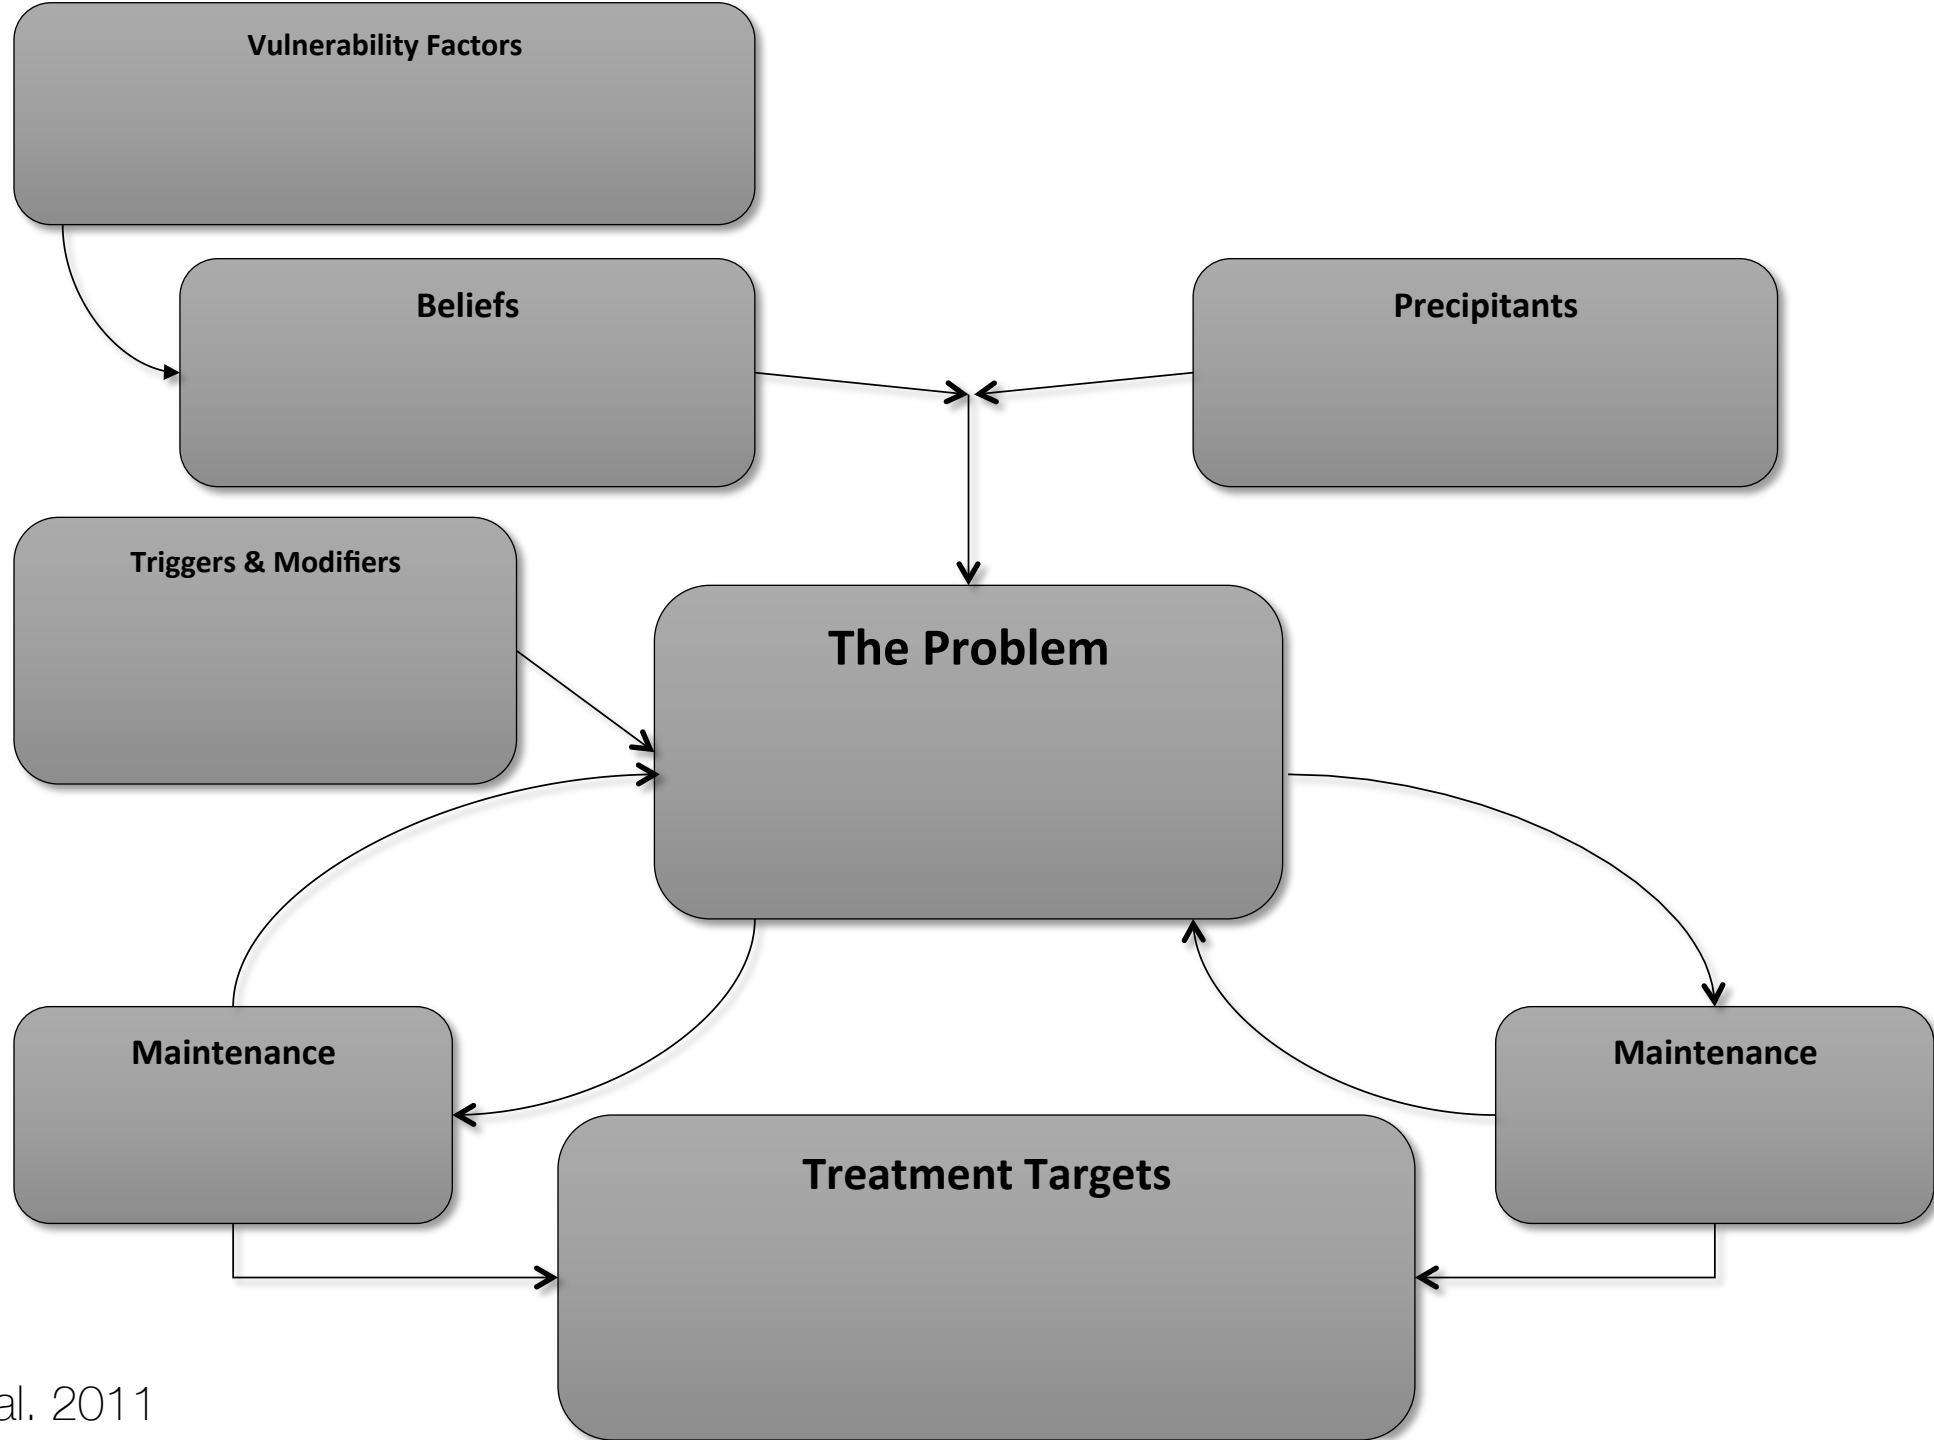 Vulnerability Factors
Beliefs
Precipitants
Triggers & Modifiers
The Problem
Maintenance
Maintenance
Treatment Targets
al. 2011